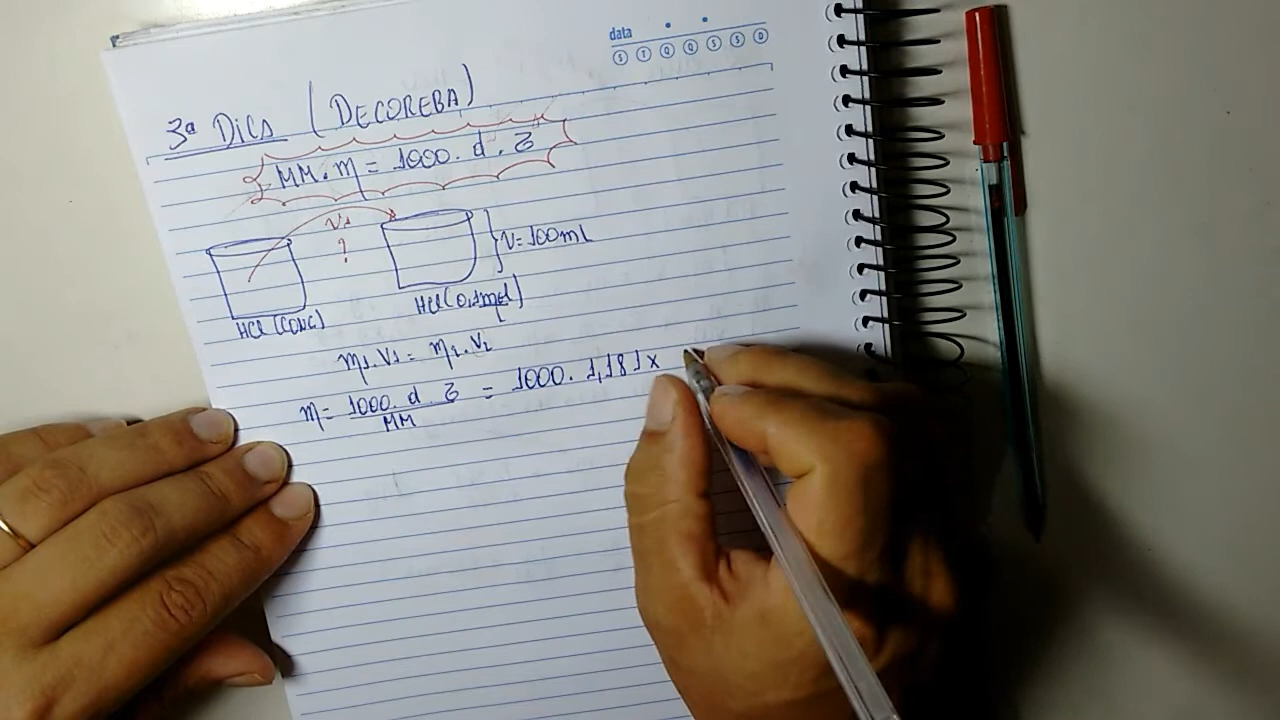 data
S T Q Q S S D
3ª DICA (DECOREBA)
MM.M = 1000. d . Ꞇ
V1
?
V=100ml
HCl (CONC)
HCl (0,1mol)
M1.V1 = M2.V2
M = 1000. d . Ꞇ / MM = 1000. 1,181x